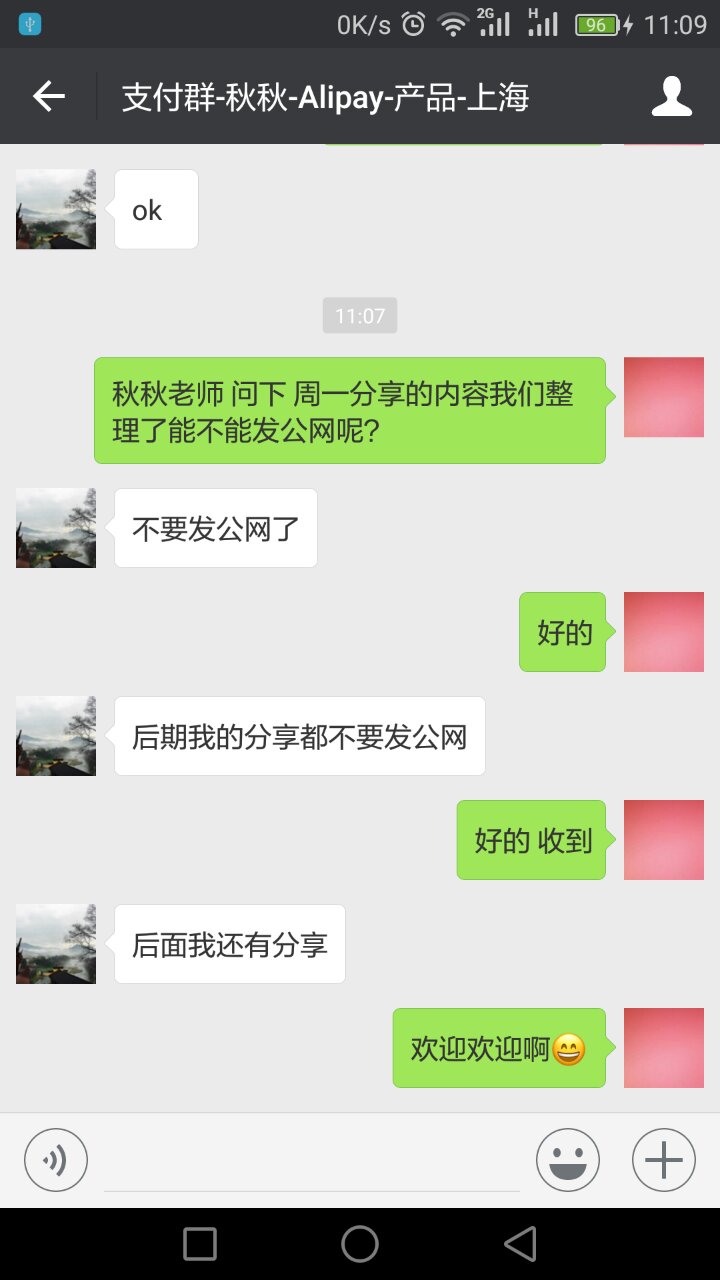 0K/s 2G H 96 11:09
支付群-秋秋-Alipay-产品-上海
ok
11:07
秋秋老师 问下 周一分享的内容我们整
理了能不能发公网呢?
不要发公网了
好的
后期我的分享都不要发公网
好的 收到
后面我还有分享
欢迎欢迎啊😄